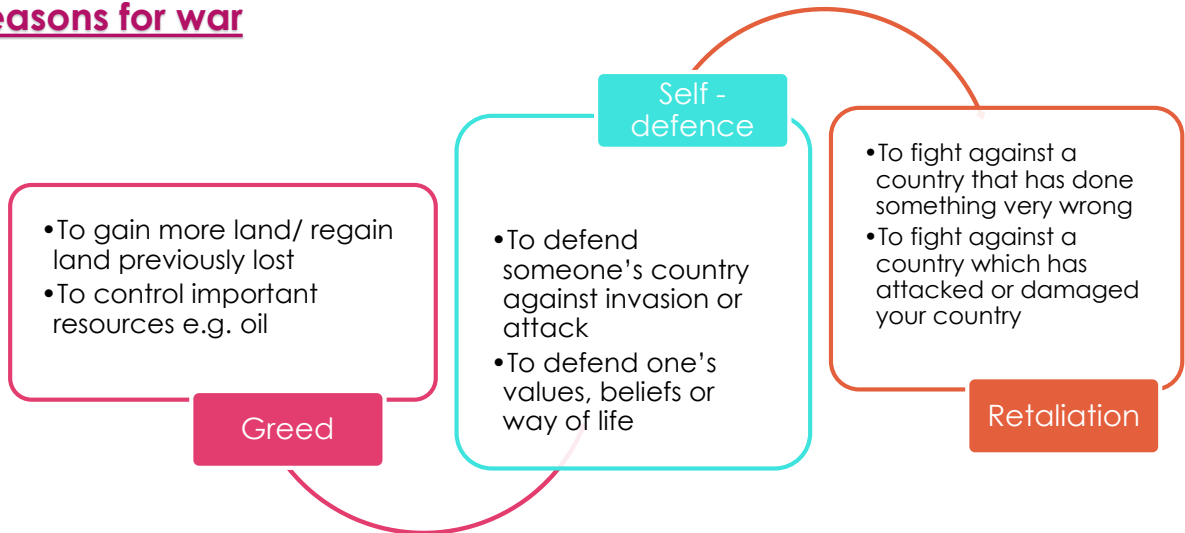 easons for war
•To gain more land/ regain
land previously lost
•To control important
resources e.g. oil
Greed
Self -
defence
•To defend
someone’s country
against invasion or
attack
•To defend one’s
values, beliefs or
way of life
•To fight against a
country that has done
something very wrong
•To fight against a
country which has
attacked or damaged
your country
Retaliation